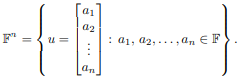 𝔽ⁿ = { u = [ a₁ a₂ ⋮ aₙ ] : a₁, a₂, …, aₙ ∈ 𝔽 } .